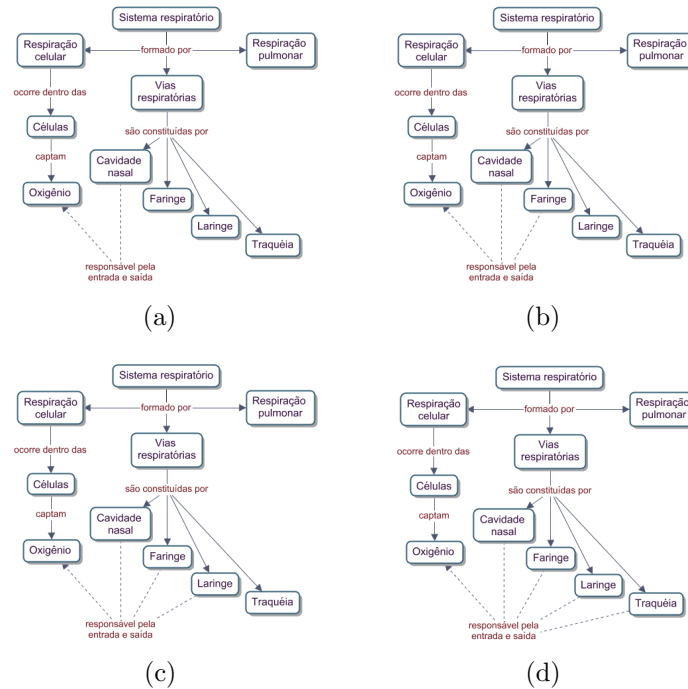 Sistema respiratório
Respiração
celular
formado por
Respiração
pulmonar
ocorre dentro das
Vias
respiratórias
Células
são constituídas por
captam
Cavidade
nasal
Oxigênio
Faringe
Laringe
Traquéia
responsável pela
entrada e saída
(a)
Sistema respiratório
Respiração
celular
formado por
Respiração
pulmonar
ocorre dentro das
Vias
respiratórias
Células
são constituídas por
captam
Cavidade
nasal
Oxigênio
Faringe
Laringe
Traquéia
responsável pela
entrada e saída
(b)
Sistema respiratório
Respiração
celular
formado por
Respiração
pulmonar
ocorre dentro das
Vias
respiratórias
Células
são constituídas por
captam
Cavidade
nasal
Oxigênio
Faringe
Laringe
Traquéia
responsável pela
entrada e saída
(c)
Sistema respiratório
Respiração
celular
formado por
Respiração
pulmonar
ocorre dentro das
Vias
respiratórias
Células
são constituídas por
captam
Cavidade
nasal
Oxigênio
Faringe
Laringe
Traquéia
responsável pela
entrada e saída
(d)